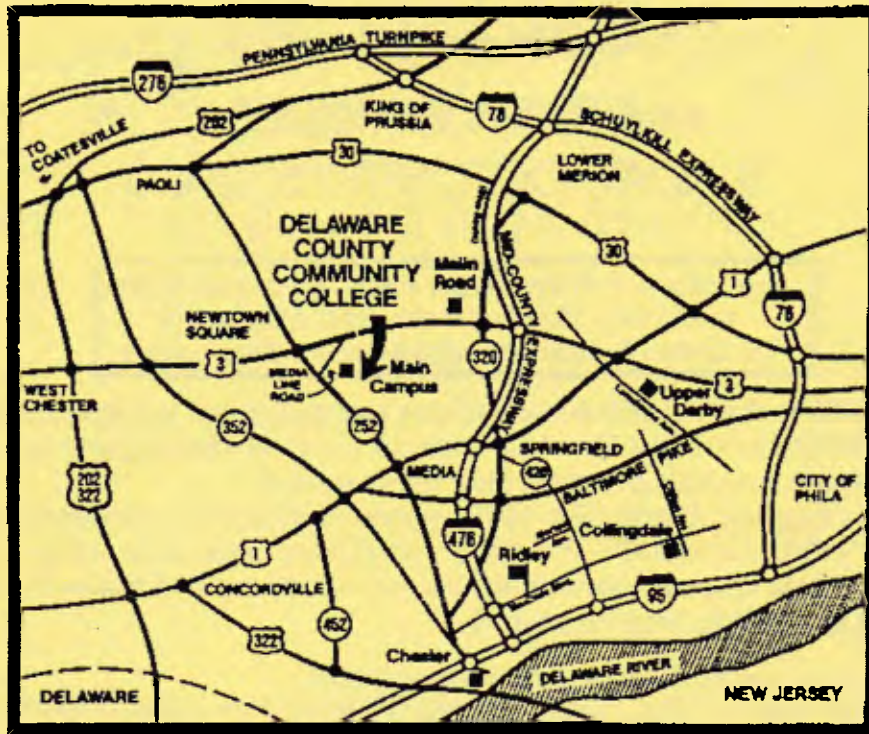 PENNSYLVANIA TURNPIKE
276
202
KING OF
PRUSSIA
76
SCHUYLKILL EXPRESSWAY
TO
COATESVILLE
30
LOWER
MERION
PAOLI
DELAWARE
COUNTY
COMMUNITY
COLLEGE
MID-COUNTY EXPRESSWAY
30
1
Malin
Road
76
NEWTOWN
SQUARE
3
320
MEDIA
LINE
ROAD
Main
Campus
3
WEST
CHESTER
Upper
Darby
352
252
SPRINGFIELD
MEDIA
BALTIMORE PIKE
202
322
CITY OF
PHILA
476
1
Ridley
Collingdale
CONCORDVILLE
95
452
322
Chester
DELAWARE RIVER
DELAWARE
NEW JERSEY